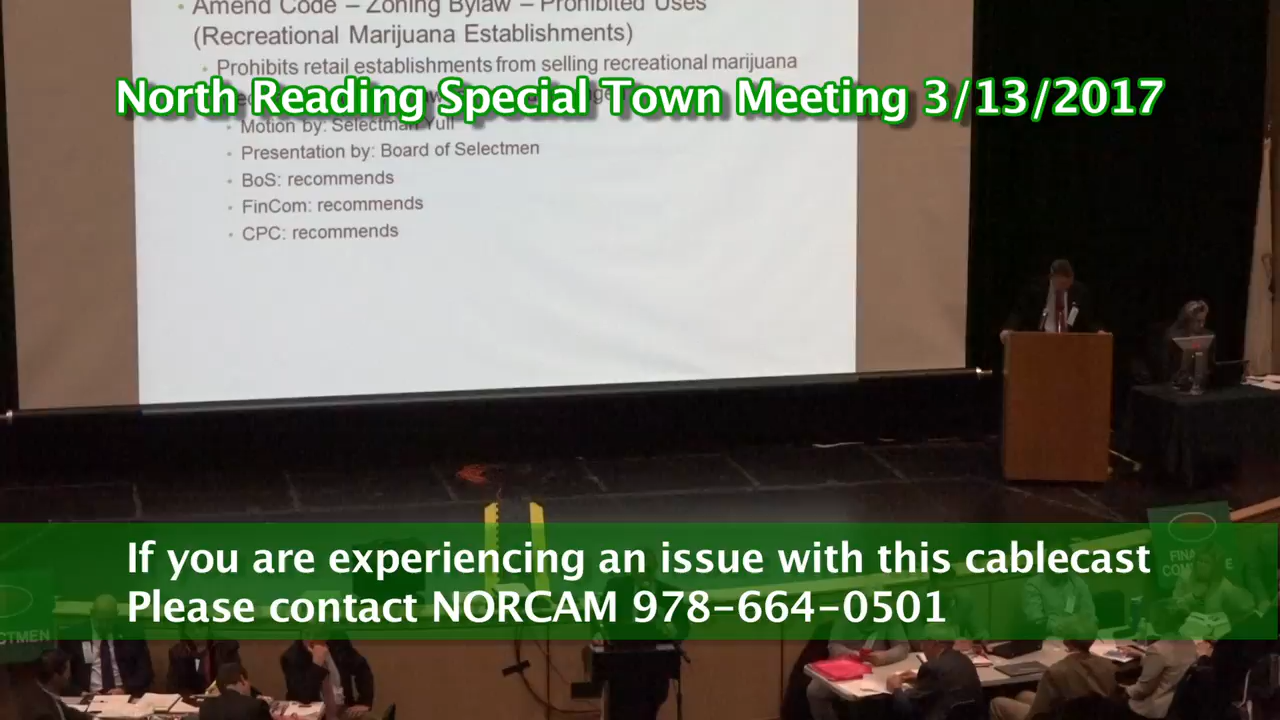 Amend Code – Zoning Bylaw – Prohibited Uses
(Recreational Marijuana Establishments)
Prohibits retail establishments from selling recreational marijuana
North Reading Special Town Meeting 3/13/2017
Motion by: Selectman Yull
Presentation by: Board of Selectmen
BoS: recommends
FinCom: recommends
CPC: recommends
If you are experiencing an issue with this cablecast
Please contact NORCAM 978-664-0501